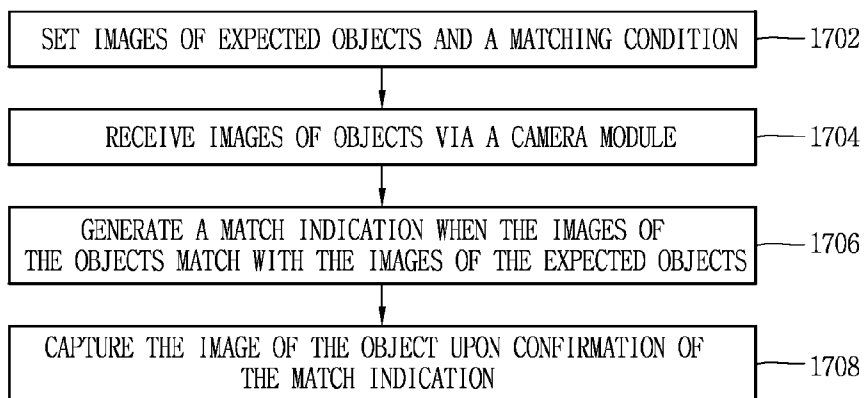 SET IMAGES OF EXPECTED OBJECTS AND A MATCHING CONDITION
1702
RECEIVE IMAGES OF OBJECTS VIA A CAMERA MODULE
1704
GENERATE A MATCH INDICATION WHEN THE IMAGES OF
THE OBJECTS MATCH WITH THE IMAGES OF THE EXPECTED OBJECTS
1706
CAPTURE THE IMAGE OF THE OBJECT UPON CONFIRMATION OF
THE MATCH INDICATION
1708